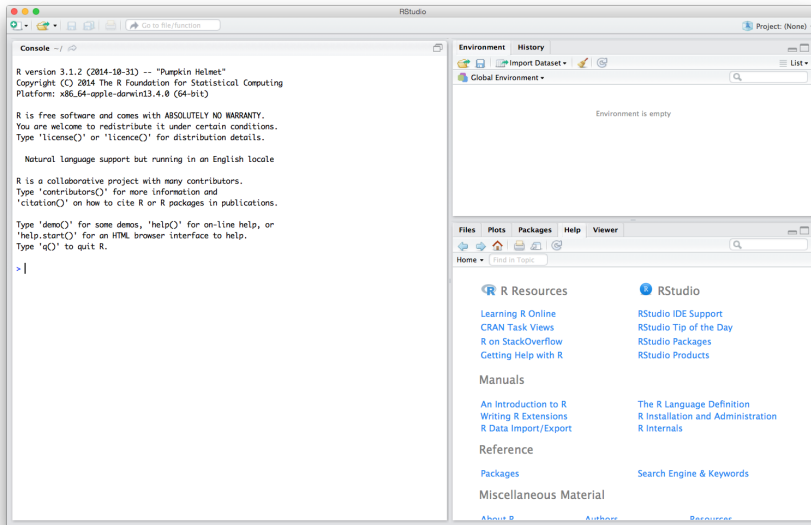 RStudio
Go to file/function
Project: (None)
Console ~/
R version 3.1.2 (2014-10-31) -- "Pumpkin Helmet"
Copyright (C) 2014 The R Foundation for Statistical Computing
Platform: x86_64-apple-darwin13.4.0 (64-bit)
R is free software and comes with ABSOLUTELY NO WARRANTY.
You are welcome to redistribute it under certain conditions.
Type 'license()' or 'licence()' for distribution details.
Natural language support but running in an English locale
R is a collaborative project with many contributors.
Type 'contributors()' for more information and
'citation()' on how to cite R or R packages in publications.
Type 'demo()' for some demos, 'help()' for on-line help, or
'help.start()' for an HTML browser interface to help.
Type 'q()' to quit R.
>
Environment History
Import Dataset List
Global Environment
Environment is empty
Files Plots Packages Help Viewer
Home Find in Topic
R Resources RStudio
Learning R Online RStudio IDE Support
CRAN Task Views RStudio Tip of the Day
R on StackOverflow RStudio Packages
Getting Help with R RStudio Products
Manuals
An Introduction to R The R Language Definition
Writing R Extensions R Installation and Administration
R Data Import/Export R Internals
Reference
Packages Search Engine & Keywords
Miscellaneous Material
About R Authors Resources